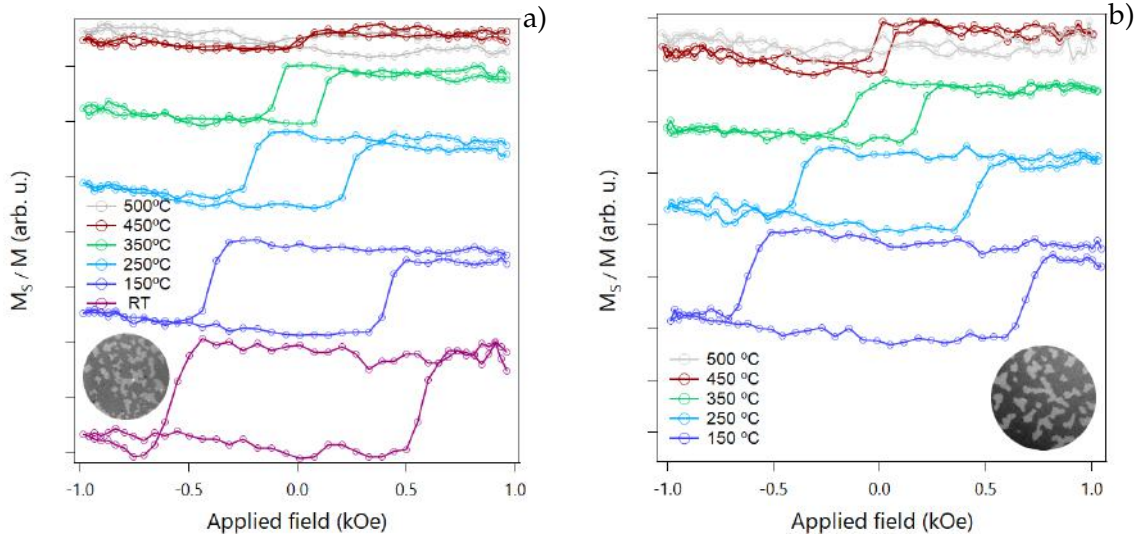 a)
M_S / M (arb. u.)
500ºC
450ºC
350ºC
250ºC
150ºC
RT
-1.0 -0.5 0.0 0.5 1.0
Applied field (kOe)
b)
M_S / M (arb. u.)
500 ºC
450 ºC
350 ºC
250 ºC
150 ºC
-1.0 -0.5 0.0 0.5 1.0
Applied field (kOe)